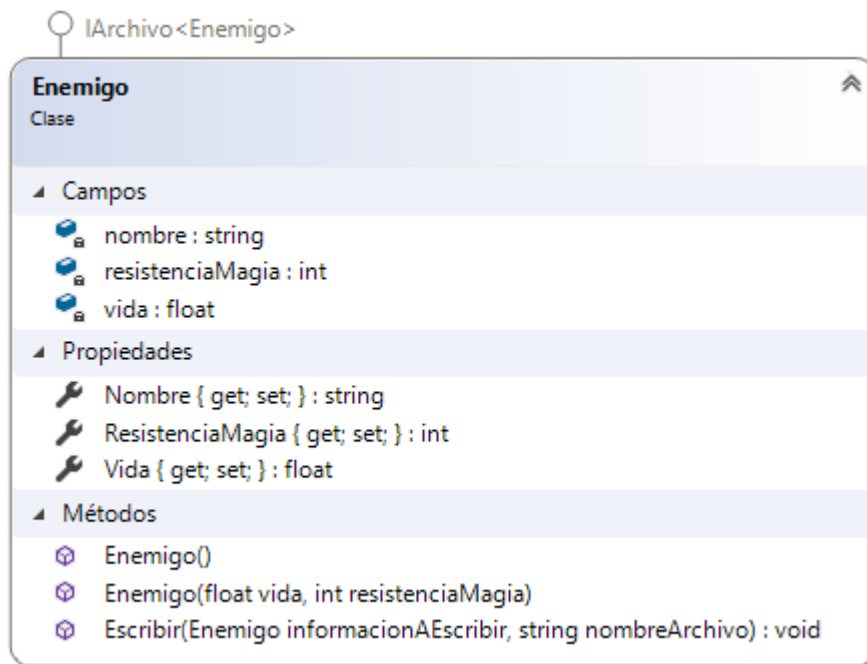 IArchivo<Enemigo>
Enemigo
Clase
Campos
nombre : string
resistenciaMagia : int
vida : float
Propiedades
Nombre { get; set; } : string
ResistenciaMagia { get; set; } : int
Vida { get; set; } : float
Métodos
Enemigo()
Enemigo(float vida, int resistenciaMagia)
Escribir(Enemigo informacionAEscribir, string nombreArchivo) : void